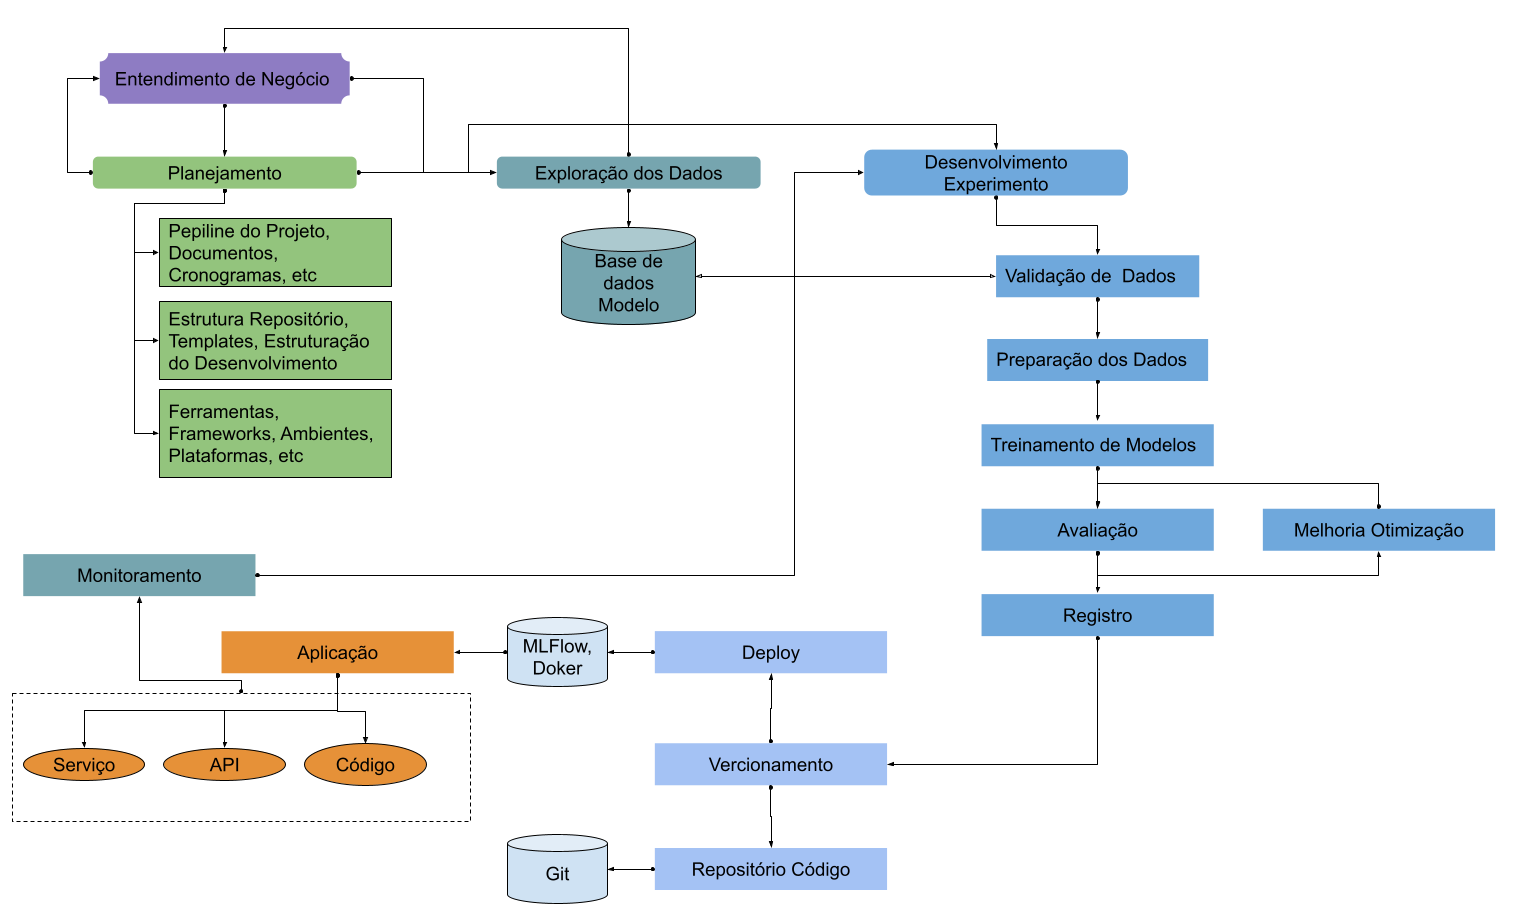 Entendimento de Negócio
Planejamento
Exploração dos Dados
Desenvolvimento
Experimento
Pepiline do Projeto,
Documentos,
Cronogramas, etc
Estrutura Repositório,
Templates, Estruturação
do Desenvolvimento
Ferramentas,
Frameworks, Ambientes,
Plataformas, etc
Base de
dados
Modelo
Validação de  Dados
Preparação dos Dados
Treinamento de Modelos
Avaliação
Melhoria Otimização
Registro
Monitoramento
Aplicação
MLFlow,
Doker
Deploy
Serviço
API
Código
Vercionamento
Git
Repositório Código